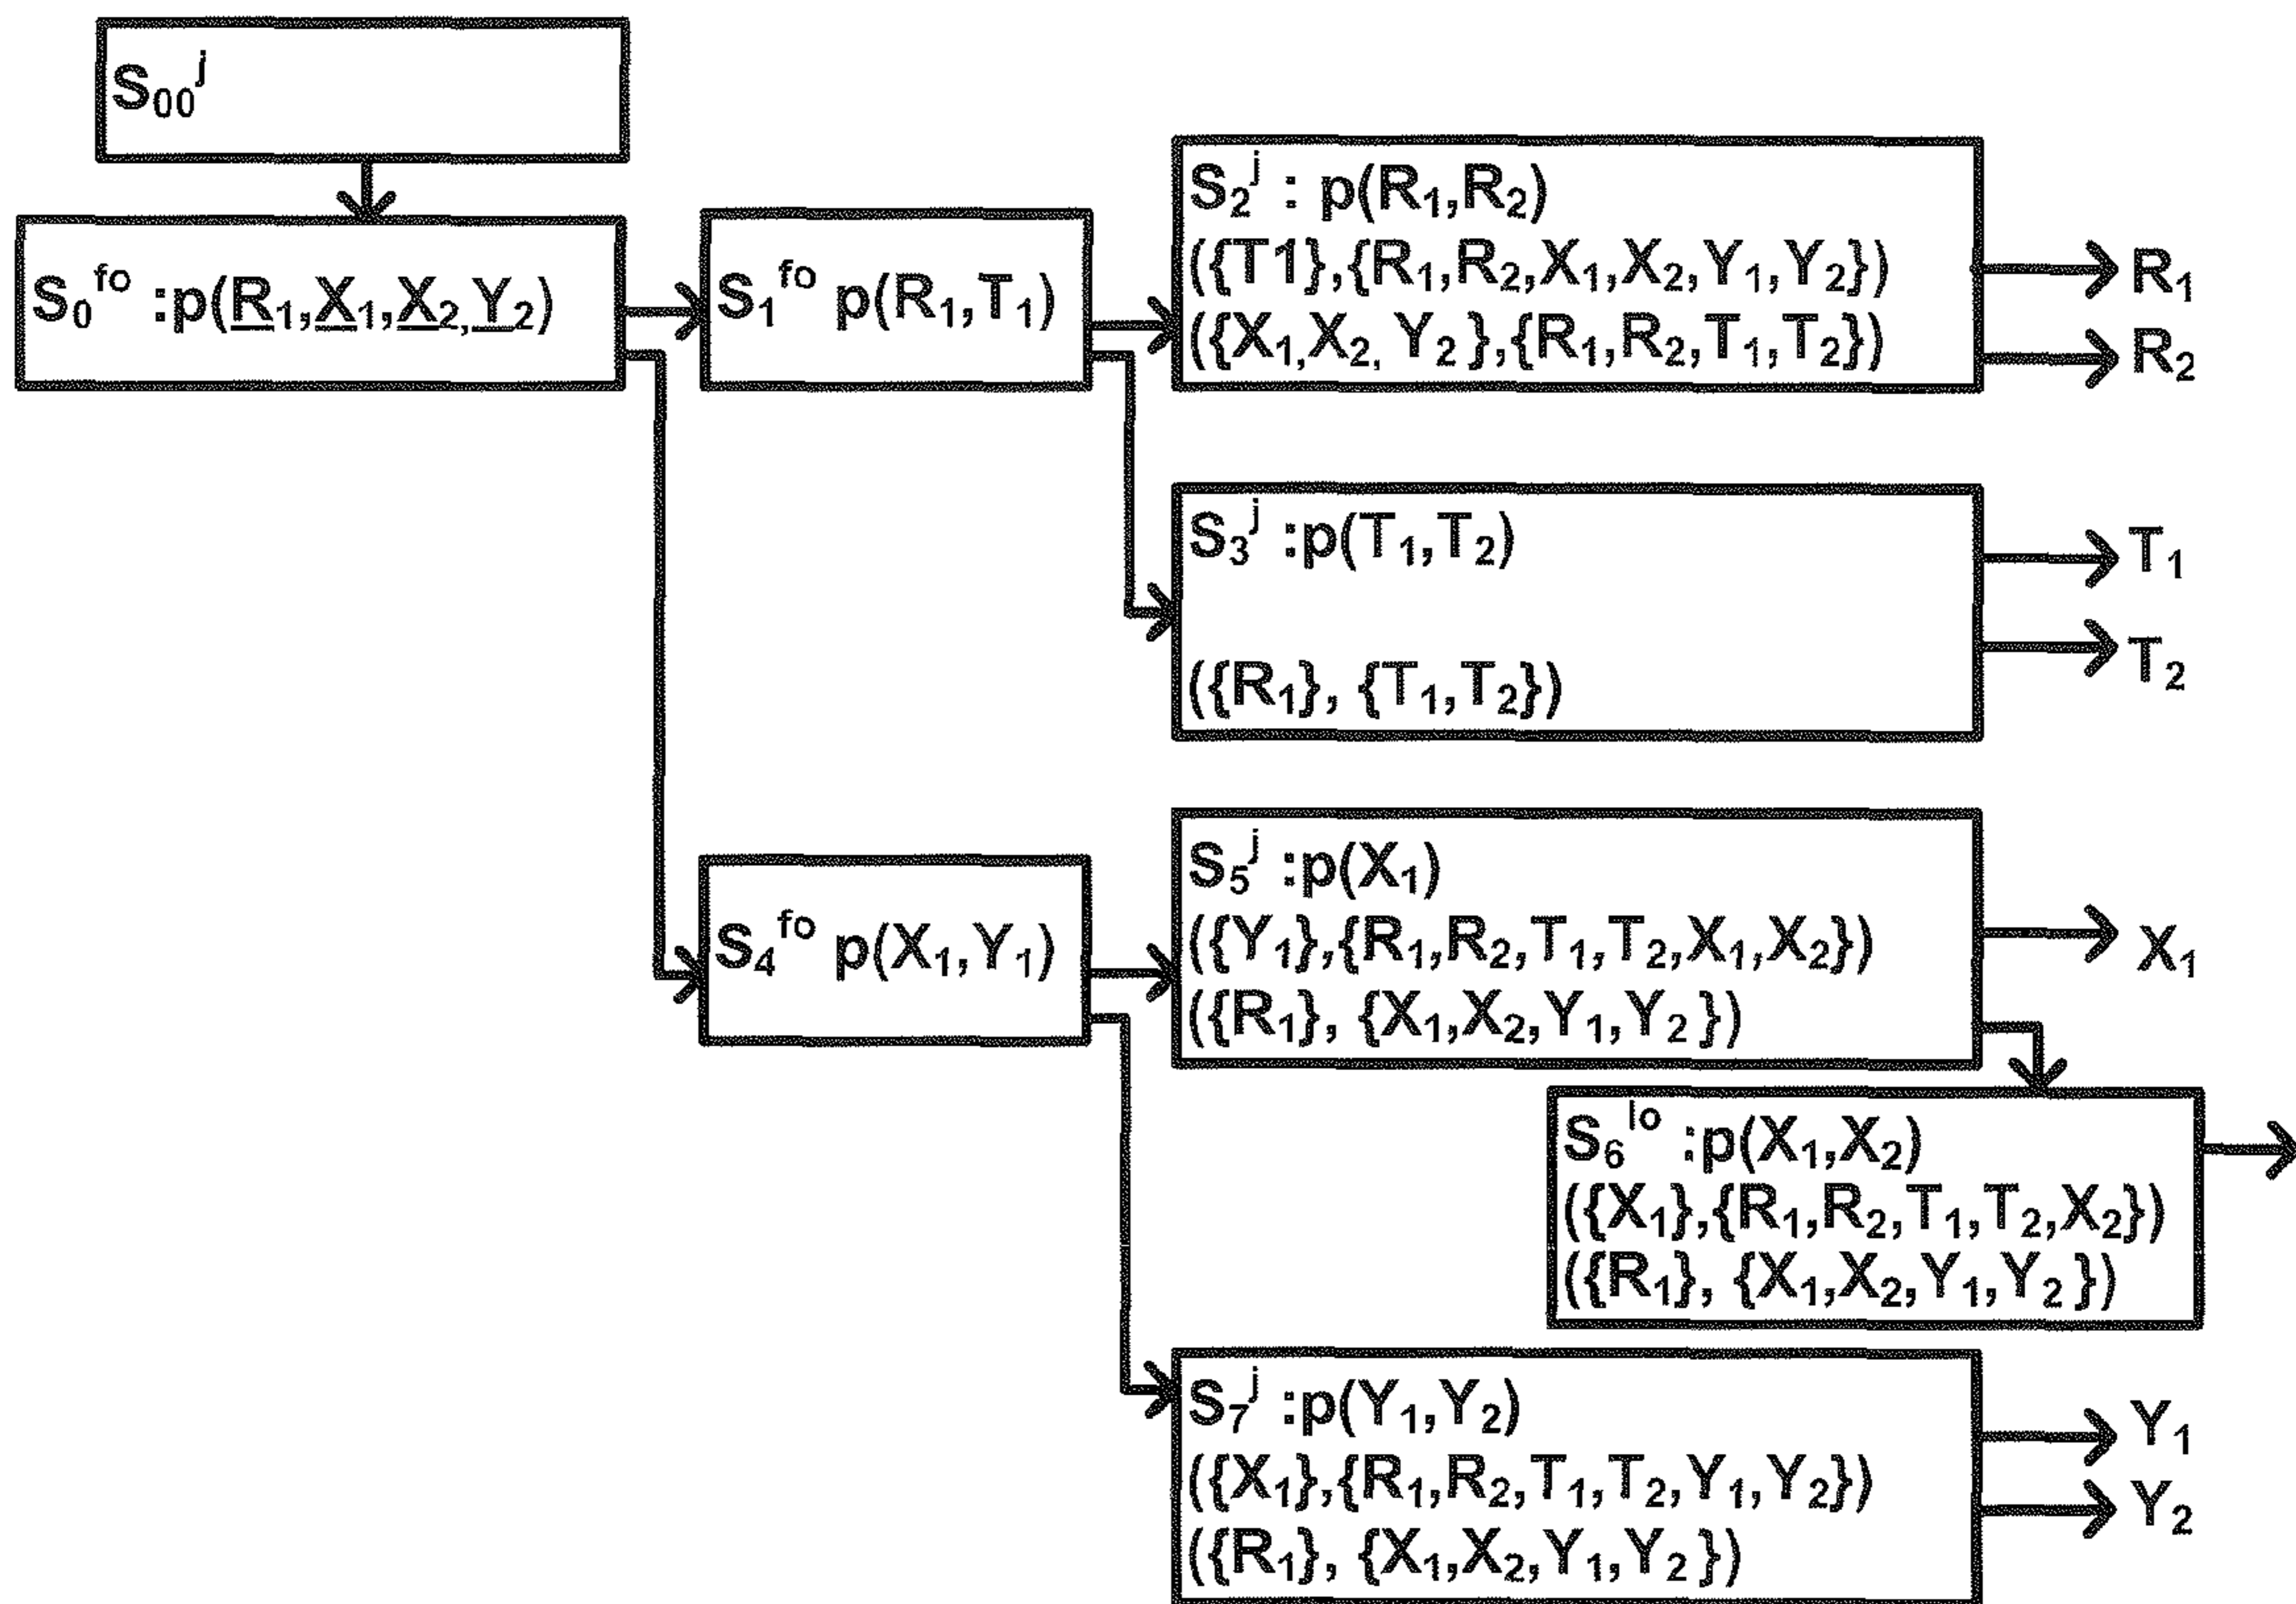 S₀₀ʲ
S₀ᶠᵒ :p(R₁,X₁,X₂,Y₂)
S₁ᶠᵒ p(R₁,T₁)
S₂ʲ : p(R₁,R₂)
({T1},{R₁,R₂,X₁,X₂,Y₁,Y₂})
({X₁,X₂, Y₂ },{R₁,R₂,T₁,T₂})
R₁
R₂
S₃ʲ :p(T₁,T₂)
({R₁}, {T₁,T₂})
T₁
T₂
S₄ᶠᵒ p(X₁,Y₁)
S₅ʲ :p(X₁)
({Y₁},{R₁,R₂,T₁,T₂,X₁,X₂})
({R₁}, {X₁,X₂,Y₁,Y₂ })
X₁
S₆ˡᵒ :p(X₁,X₂)
({X₁},{R₁,R₂,T₁,T₂,X₂})
({R₁}, {X₁,X₂,Y₁,Y₂ })
S₇ʲ :p(Y₁,Y₂)
({X₁},{R₁,R₂,T₁,T₂,Y₁,Y₂})
({R₁}, {X₁,X₂,Y₁,Y₂ })
Y₁
Y₂